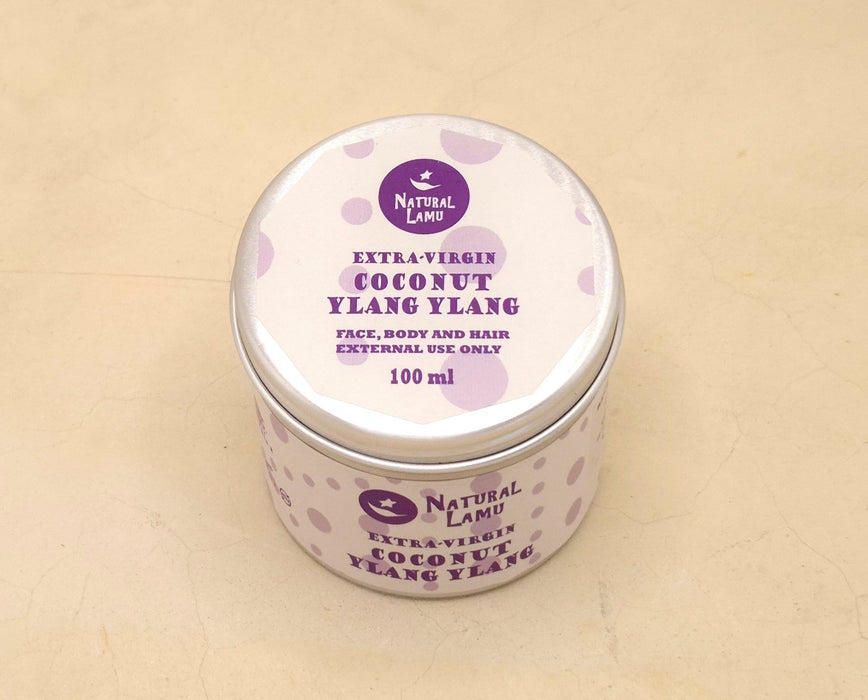 NATURAL
LAMU
EXTRA-VIRGIN
COCONUT
YLANG YLANG
FACE, BODY AND HAIR
EXTERNAL USE ONLY
100 ml
NATURAL
LAMU
EXTRA-VIRGIN
COCONUT
YLANG YLANG